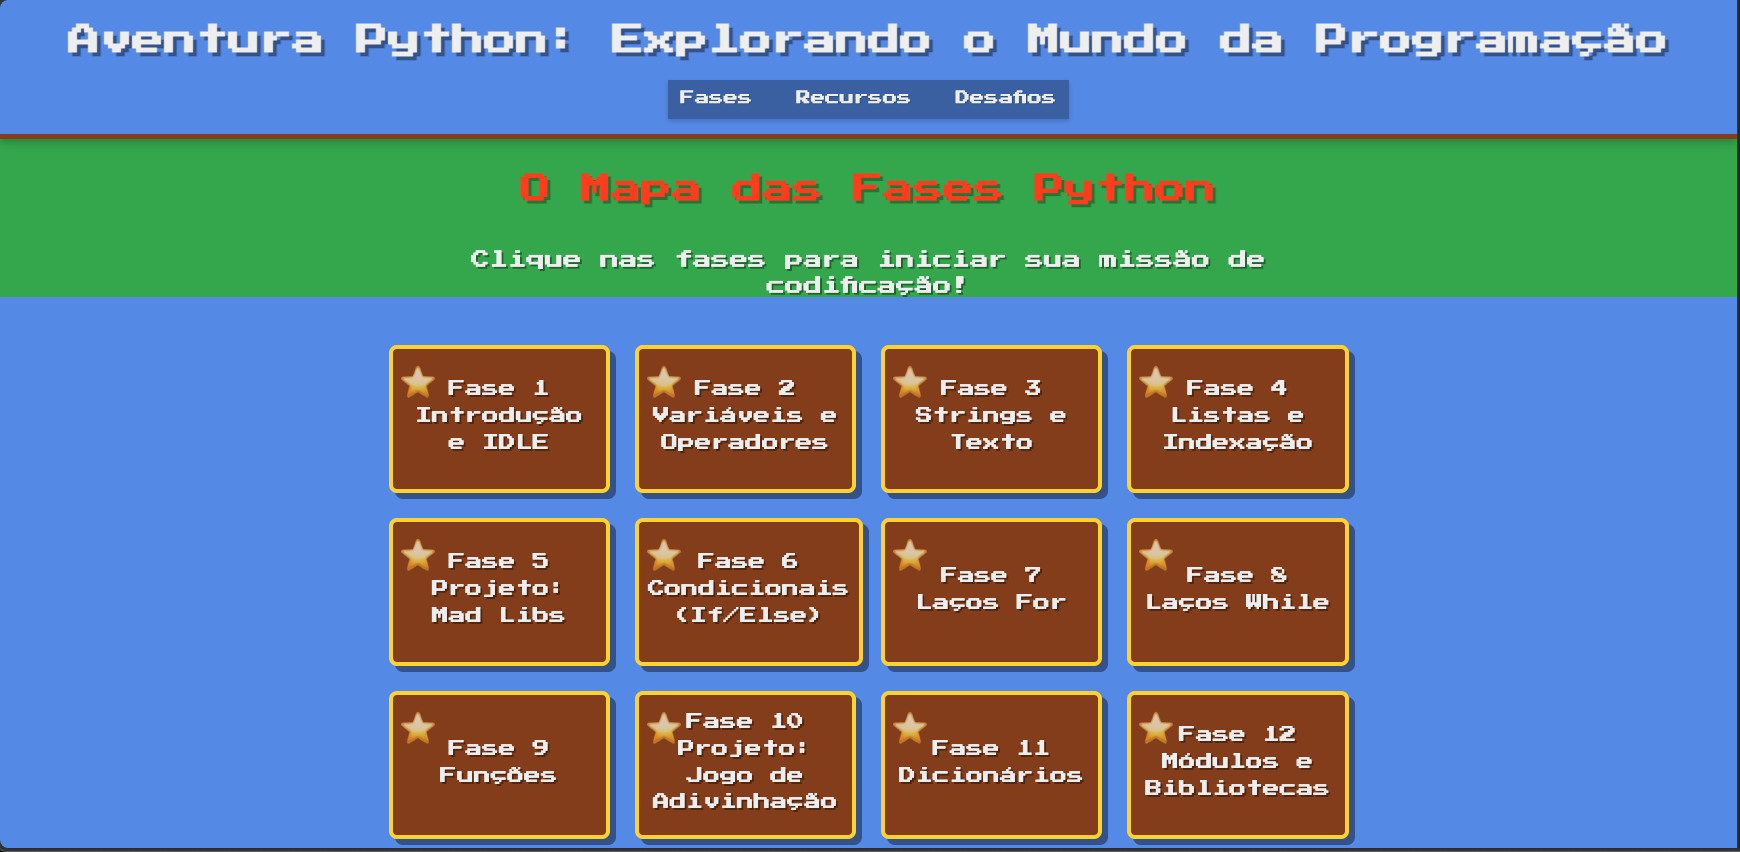 Aventura Python: Explorando o Mundo da Programação
Fases Recursos Desafios
O Mapa das Fases Python
Clique nas fases para iniciar sua missão de
codificação!
Fase 1
Introdução
e IDLE
Fase 2
Variáveis e
Operadores
Fase 3
Strings e
Texto
Fase 4
Listas e
Indexação
Fase 5
Projeto:
Mad Libs
Fase 6
Condicionais
(If/Else)
Fase 7
Laços For
Fase 8
Laços While
Fase 9
Funções
Fase 10
Projeto:
Jogo de
Adivinhação
Fase 11
Dicionários
Fase 12
Módulos e
Bibliotecas